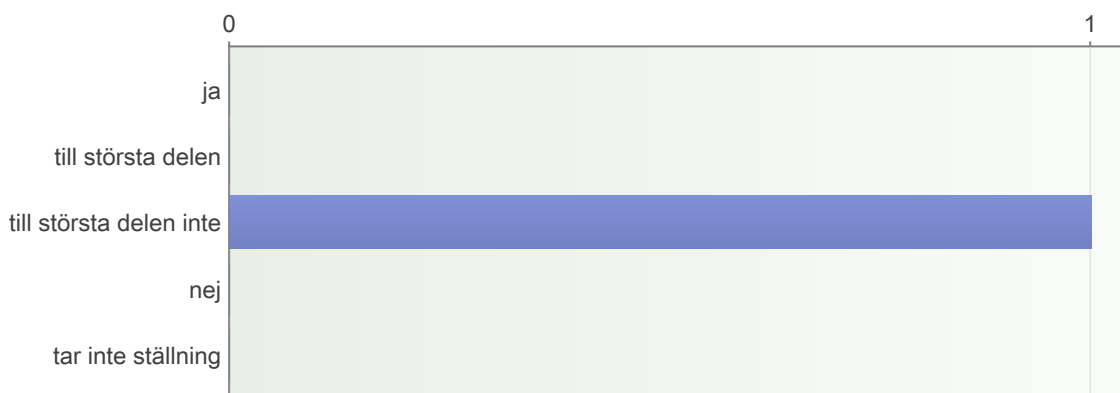 0 1
ja
till största delen
till största delen inte
nej
tar inte ställning